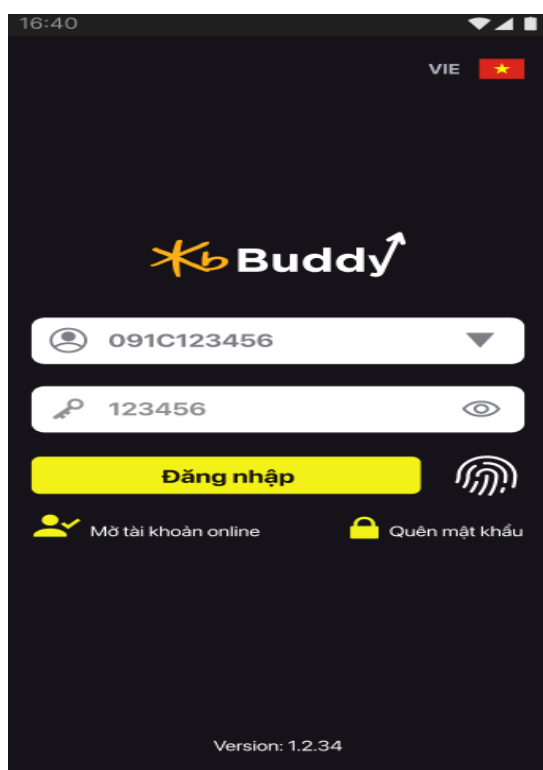 16:40
VIE
Kb Buddy
091C123456
123456
Đăng nhập
Mở tài khoản online
Quên mật khẩu
Version: 1.2.34